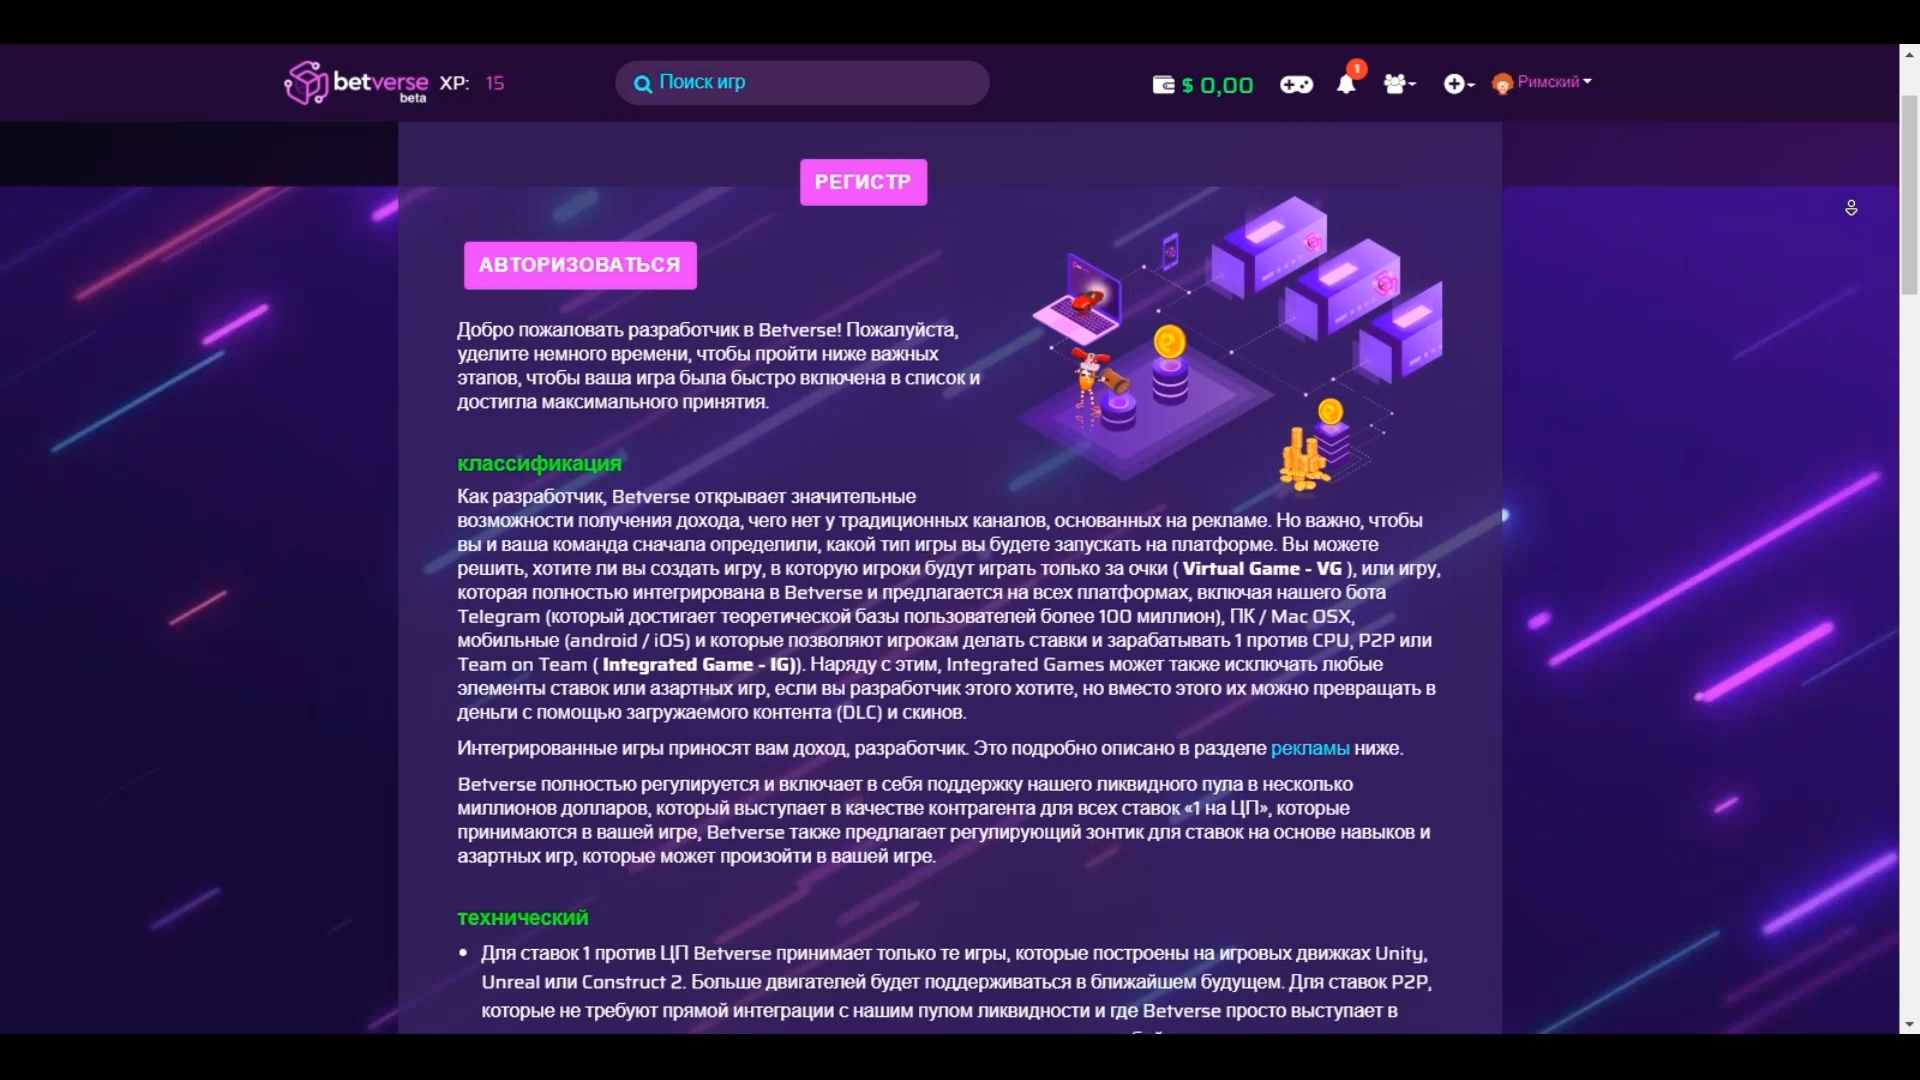 betverse
beta
XP: 15
Поиск игр
$ 0,00
1
Римский
РЕГИСТР
АВТОРИЗОВАТЬСЯ
Добро пожаловать разработчик в Betverse! Пожалуйста,
уделите немного времени, чтобы пройти ниже важных
этапов, чтобы ваша игра была быстро включена в список и
достигла максимального принятия.
классификация
Как разработчик, Betverse открывает значительные
возможности получения дохода, чего нет у традиционных каналов, основанных на рекламе. Но важно, чтобы
вы и ваша команда сначала определили, какой тип игры вы будете запускать на платформе. Вы можете
решить, хотите ли вы создать игру, в которую игроки будут играть только за очки ( Virtual Game - VG ), или игру,
которая полностью интегрирована в Betverse и предлагается на всех платформах, включая нашего бота
Telegram (который достигает теоретической базы пользователей более 100 миллион), ПК / Mac OSX,
мобильные (android / iOS) и которые позволяют игрокам делать ставки и зарабатывать 1 против CPU, P2P или
Team on Team ( Integrated Game - IG)). Наряду с этим, Integrated Games может также исключать любые
элементы ставок или азартных игр, если вы разработчик этого хотите, но вместо этого их можно превращать в
деньги с помощью загружаемого контента (DLC) и скинов.
Интегрированные игры приносят вам доход, разработчик. Это подробно описано в разделе рекламы ниже.
Betverse полностью регулируется и включает в себя поддержку нашего ликвидного пула в несколько
миллионов долларов, который выступает в качестве контрагента для всех ставок «1 на ЦП», которые
принимаются в вашей игре, Betverse также предлагает регулирующий зонтик для ставок на основе навыков и
азартных игр, которые может произойти в вашей игре.
технический
• Для ставок 1 против ЦП Betverse принимает только те игры, которые построены на игровых движках Unity,
Unreal или Construct 2. Больше двигателей будет поддерживаться в ближайшем будущем. Для ставок P2P,
которые не требуют прямой интеграции с нашим пулом ликвидности и где Betverse просто выступает в